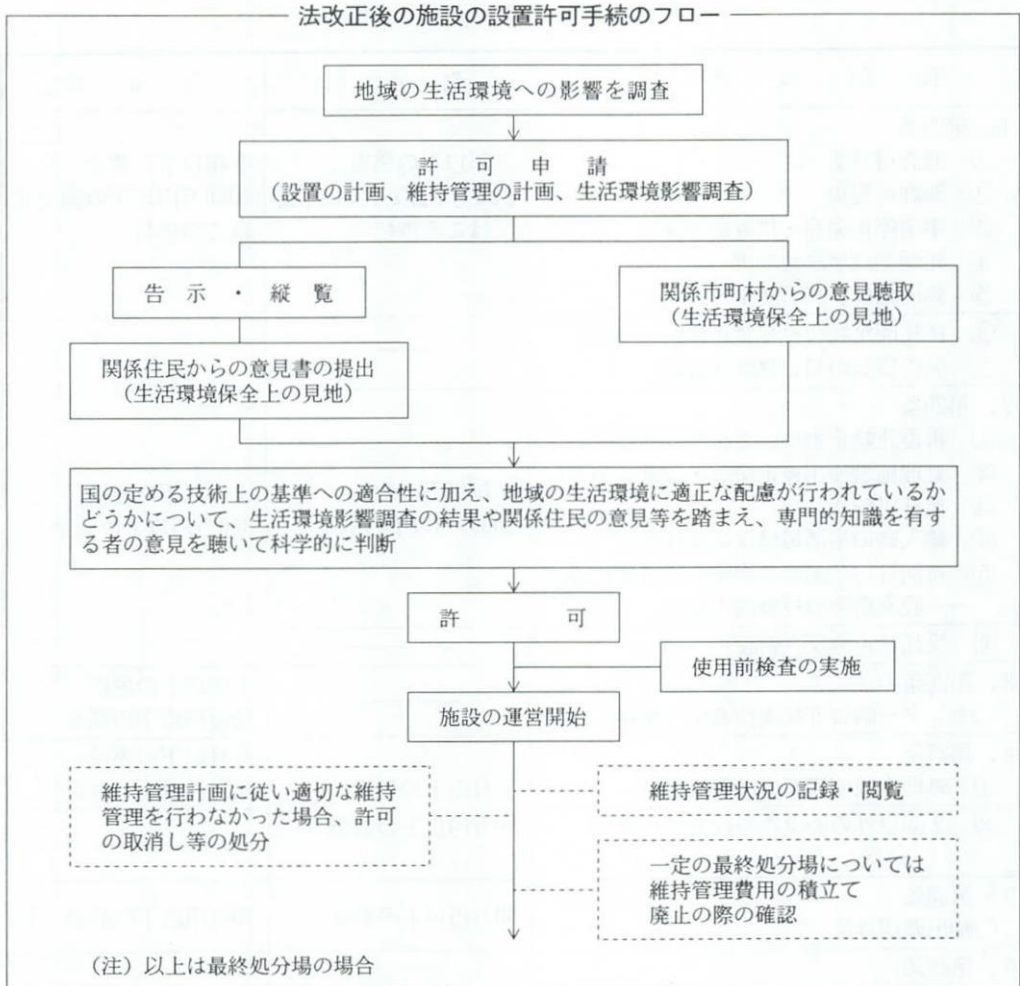 法改正後の施設の設置許可手続のフロー
地域の生活環境への影響を調査
許可申請
(設置の計画、維持管理の計画、生活環境影響調査)
告示・縦覧
関係市町村からの意見聴取
(生活環境保全上の見地)
関係住民からの意見書の提出
(生活環境保全上の見地)
国の定める技術上の基準への適合性に加え、地域の生活環境に適正な配慮が行われているか
どうかについて、生活環境影響調査の結果や関係住民の意見等を踏まえ、専門的知識を有す
る者の意見を聴いて科学的に判断
許可
使用前検査の実施
施設の運営開始
維持管理計画に従い適切な維持
管理を行わなかった場合、許可
の取消し等の処分
維持管理状況の記録・閲覧
一定の最終処分場については
維持管理費用の積立て
廃止の際の確認
(注)以上は最終処分場の場合